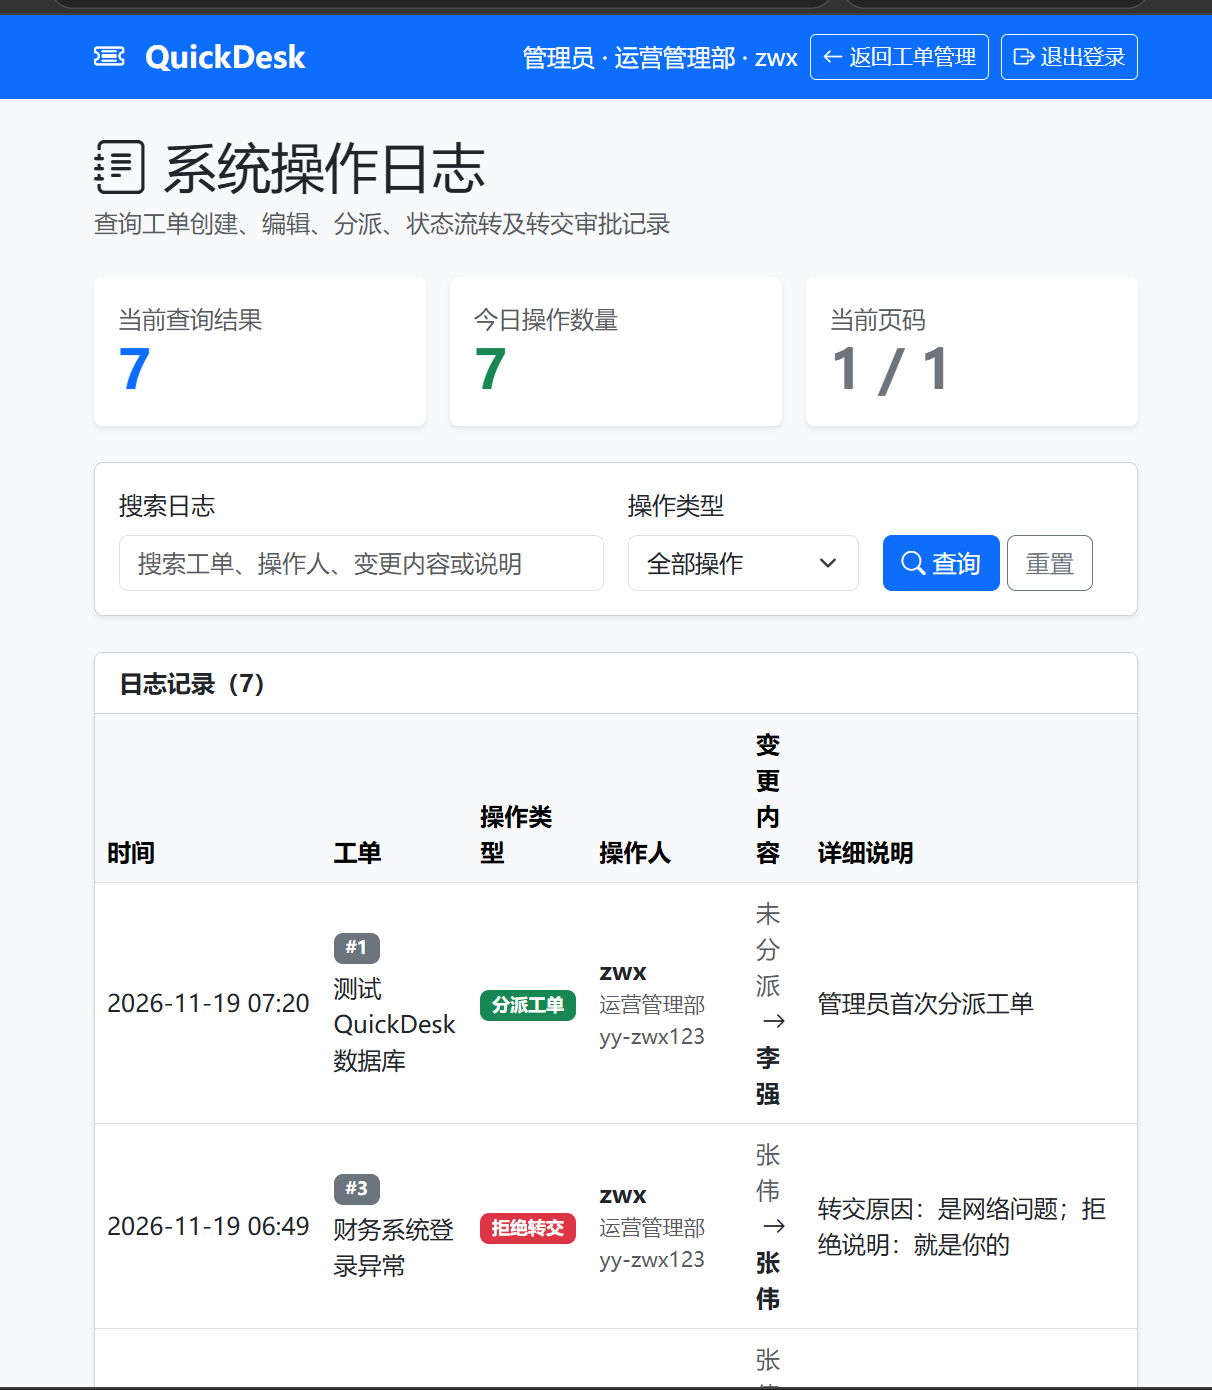 QuickDesk
管理员 · 运营管理部 · zwx
返回工单管理
退出登录
系统操作日志
查询工单创建、编辑、分派、状态流转及转交审批记录
当前查询结果
7
今日操作数量
7
当前页码
1 / 1
搜索日志
操作类型
搜索工单、操作人、变更内容或说明
全部操作
查询
重置
日志记录（7）
时间
工单
操作类
型
操作人
变
更
内
容
详细说明
2026-11-19 07:20
#1
测试
QuickDesk
数据库
分派工单
zwx
运营管理部
yy-zwx123
未
分
派
→
李
强
管理员首次分派工单
2026-11-19 06:49
#3
财务系统登
录异常
拒绝转交
zwx
运营管理部
yy-zwx123
张
伟
→
张
伟
转交原因：是网络问题；拒
绝说明：就是你的
张